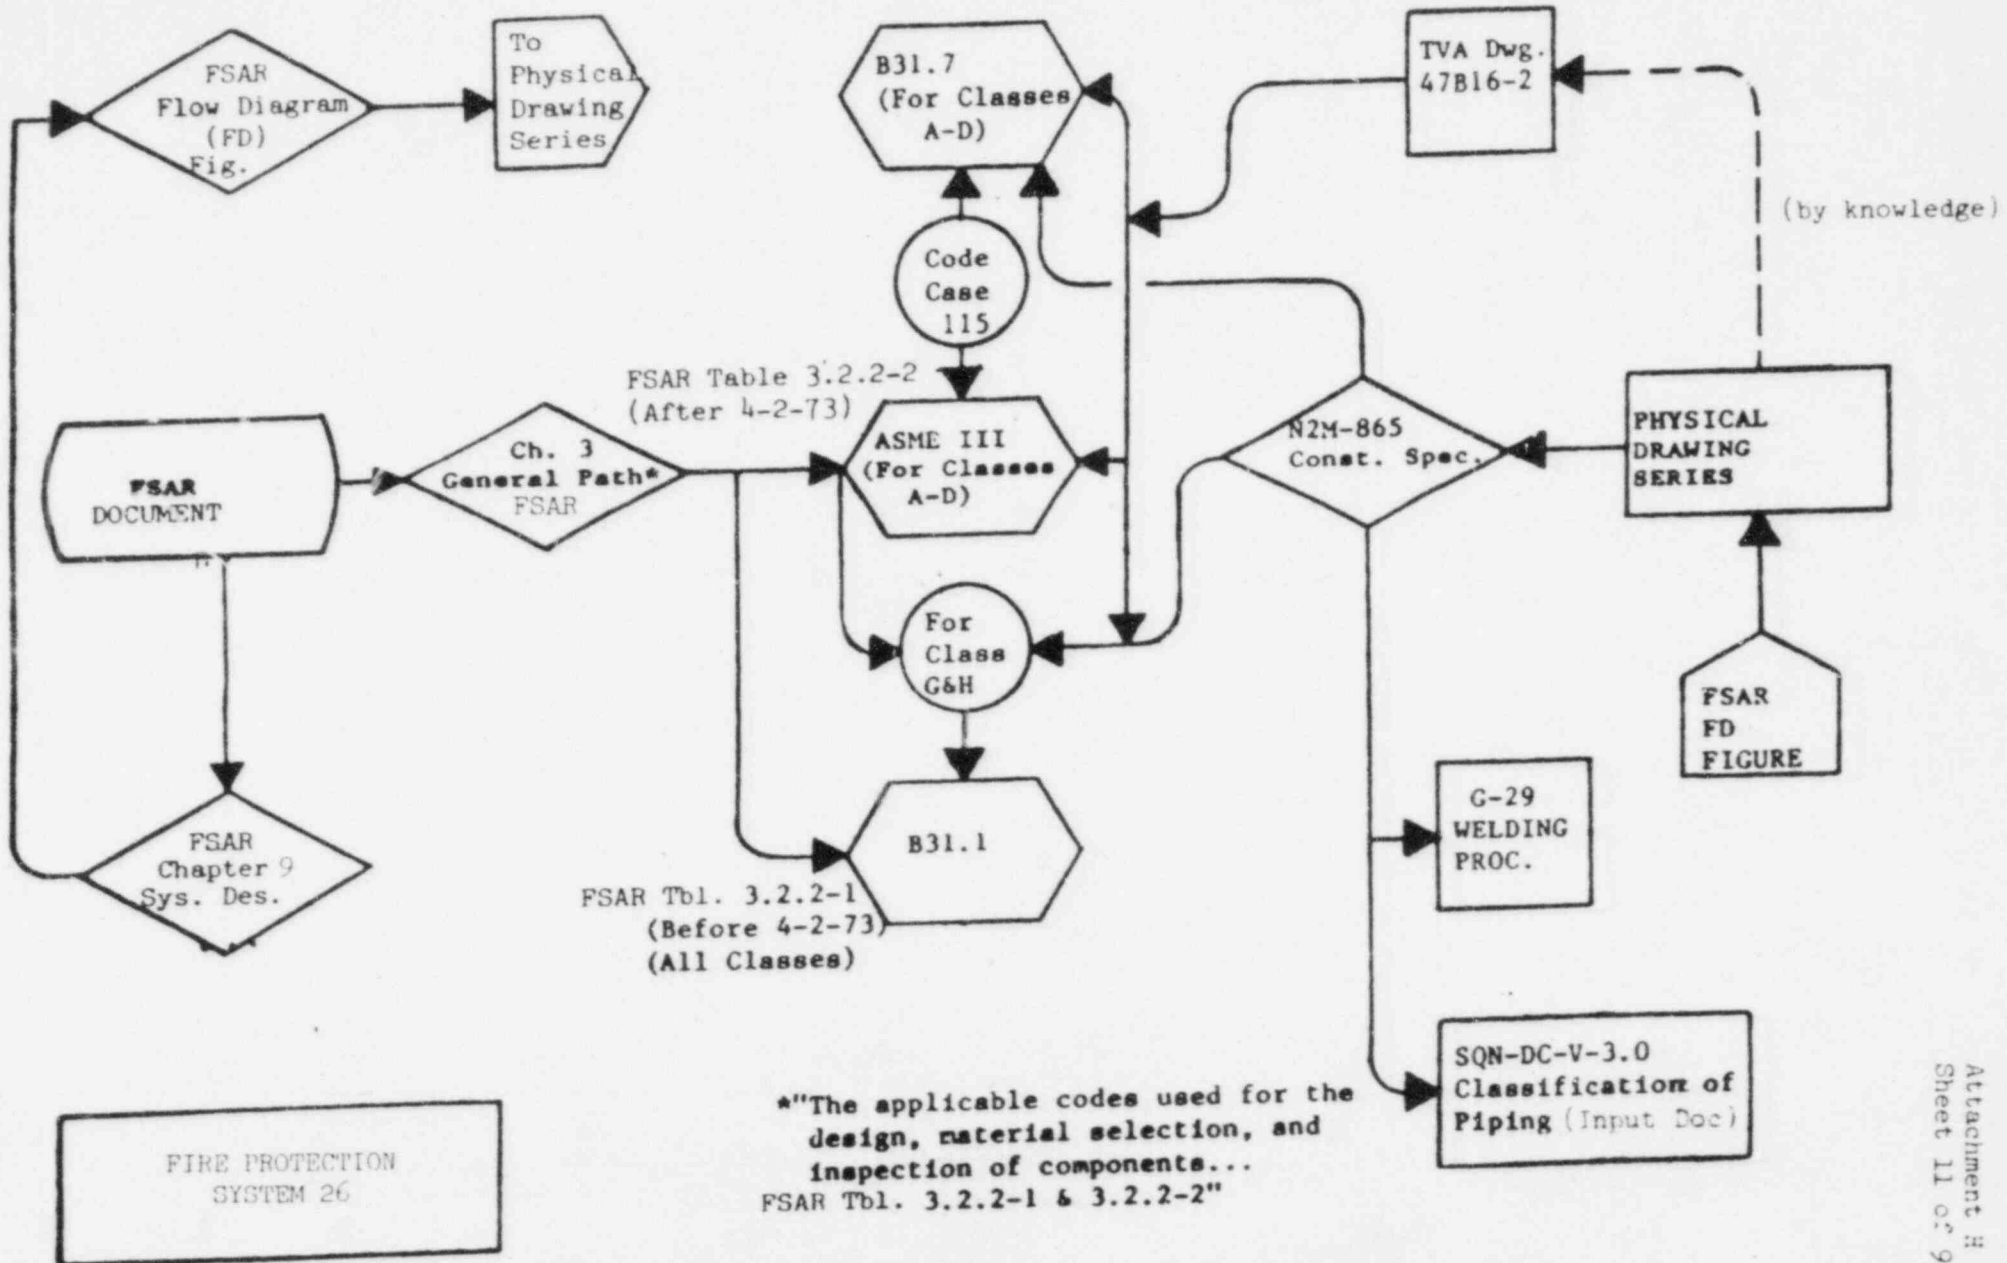 FSAR
Flow Diagram
(FD)
Fig.
To
Physical
Drawing
Series
B31.7
(For Classes
A-D)
TVA Dwg.
47B16-2
(by knowledge)
Code
Case
115
FSAR Table 3.2.2-2
(After 4-2-73)
FSAR
DOCUMENT
Ch. 3
General Path*
FSAR
ASME III
(For Classes
A-D)
N2M-865
Const. Spec.
PHYSICAL
DRAWING
SERIES
For
Class
G&H
FSAR
FD
FIGURE
FSAR
Chapter 9
Sys. Des.
B31.1
G-29
WELDING
PROC.
FSAR Tbl. 3.2.2-1
(Before 4-2-73)
(All Classes)
SQN-DC-V-3.0
Classification of
Piping (Input Doc)
FIRE PROTECTION
SYSTEM 26
*"The applicable codes used for the
design, material selection, and
inspection of components...
FSAR Tbl. 3.2.2-1 & 3.2.2-2"
Attachment H
Sheet 11 of 9